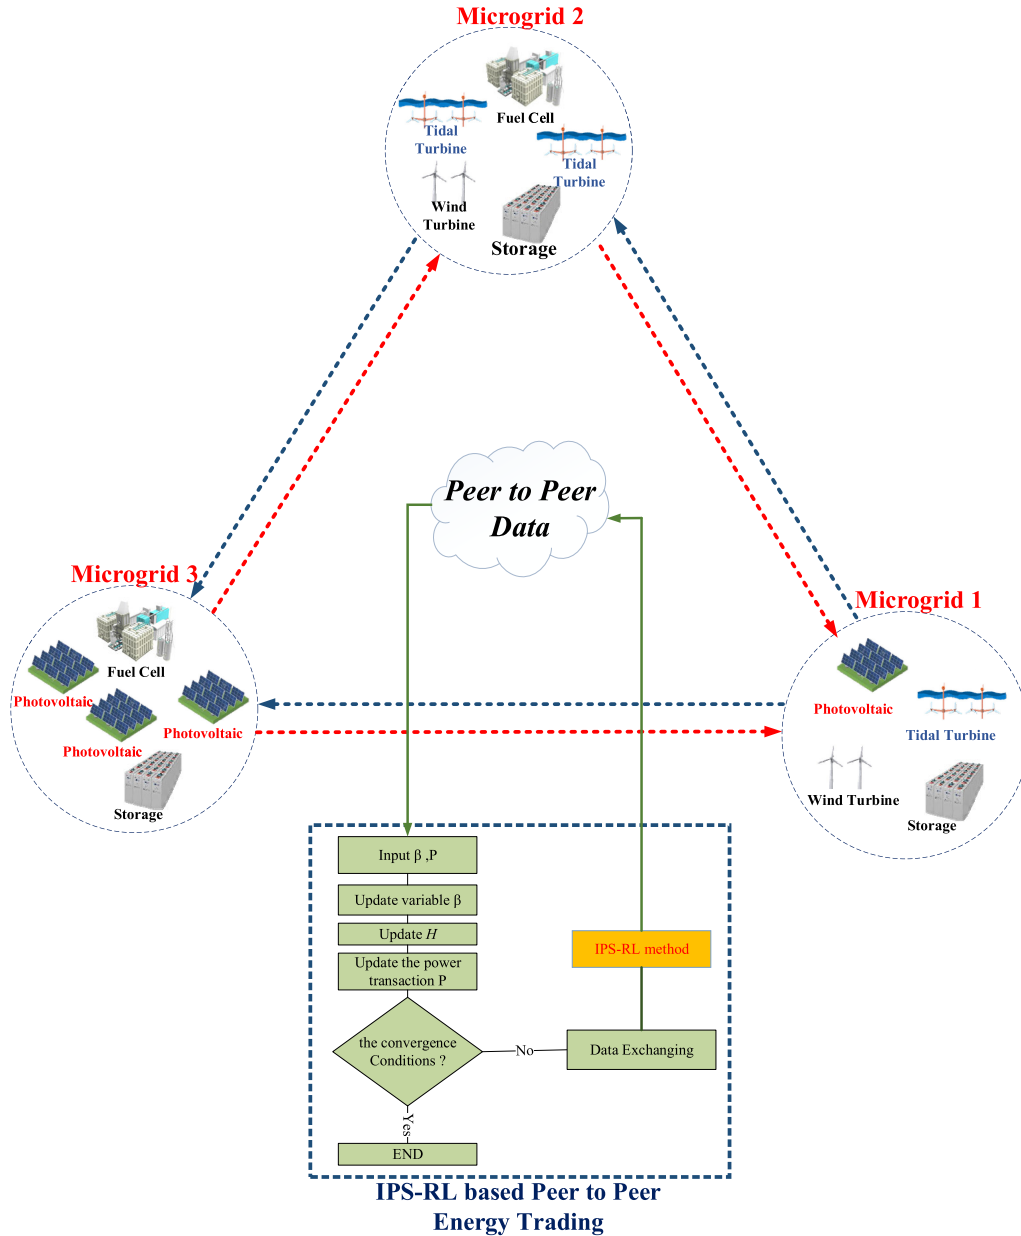 Microgrid 2
Fuel Cell
Tidal
Turbine
Tidal
Turbine
Wind
Turbine
Storage
Peer to Peer
Data
Microgrid 3
Fuel Cell
Photovoltaic
Photovoltaic
Photovoltaic
Storage
Microgrid 1
Photovoltaic
Tidal Turbine
Wind Turbine
Storage
Input β ,P
Update variable β
Update H
Update the power
transaction P
the convergence
Conditions ?
No
Data Exchanging
IPS-RL method
Yes
END
IPS-RL based Peer to Peer
Energy Trading